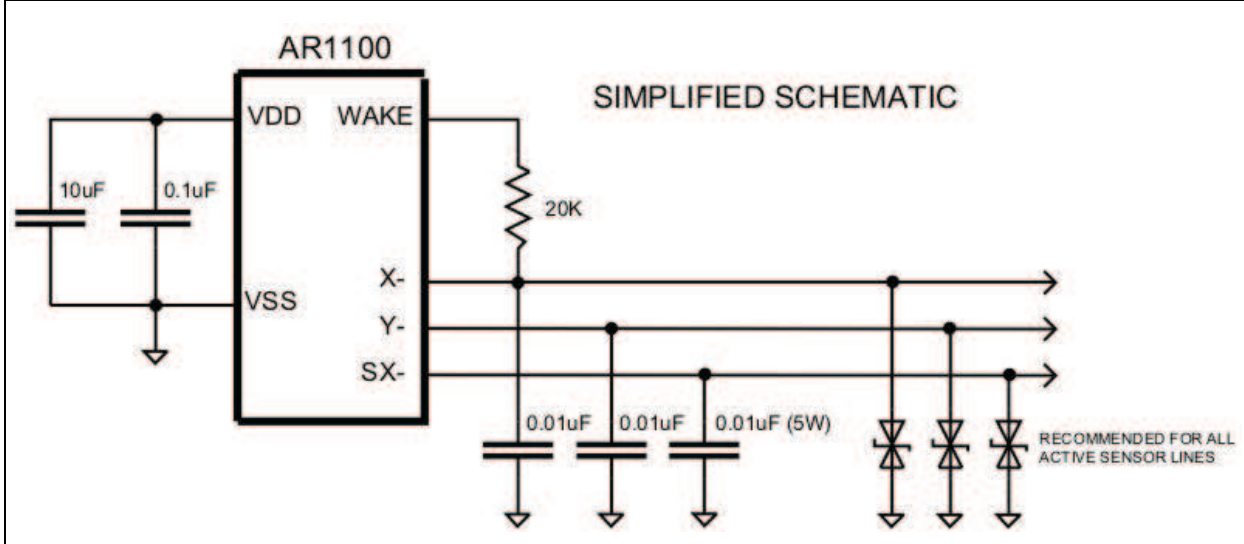 AR1100
SIMPLIFIED SCHEMATIC
VDD
WAKE
10uF
0.1uF
20K
X-
VSS
Y-
SX-
0.01uF
0.01uF
0.01uF (5W)
RECOMMENDED FOR ALL
ACTIVE SENSOR LINES